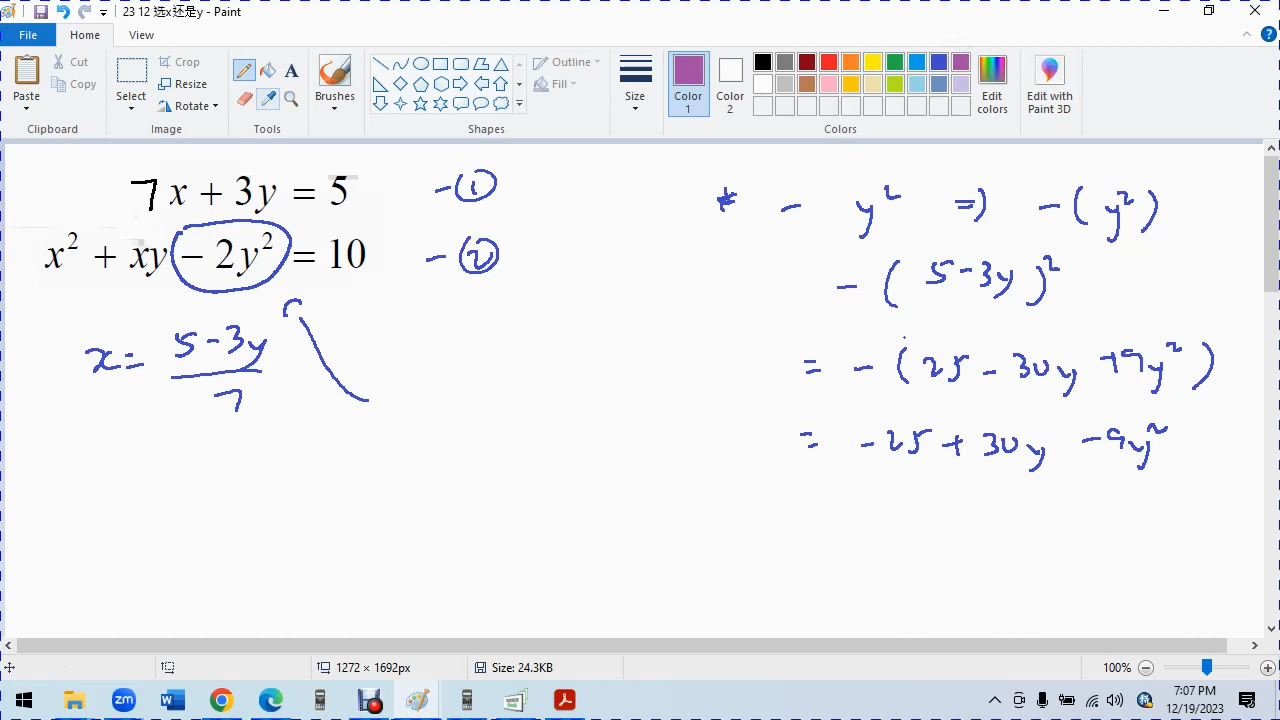 23 12 选x还是y - Paint
File Home View
Paste Cut Copy Clipboard
Select Crop Resize Rotate Image
Tools
Brushes
Outline Fill Shapes
Size
Color 1 Color 2 Edit colors Colors
Edit with Paint 3D
7x + 3y = 5 - ①
x² + xy - 2y² = 10 - ②
x = (5 - 3y)/7
* - y² ⇒ - (y²)
- (5 - 3y)²
= - (25 - 30y + 9y²)
= - 25 + 30y - 9y²
1272 × 1692px Size: 24.3KB 100%
7:07 PM
12/19/2023